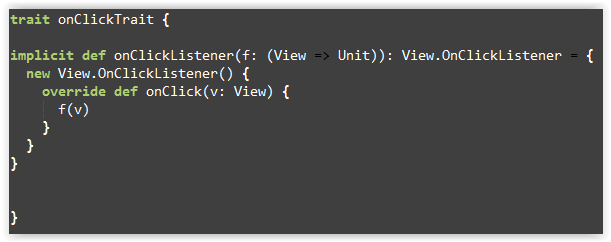 trait onClickTrait {
implicit def onClickListener(f: (View => Unit)): View.OnClickListener = {
new View.OnClickListener() {
override def onClick(v: View) {
f(v)
}
}
}
}